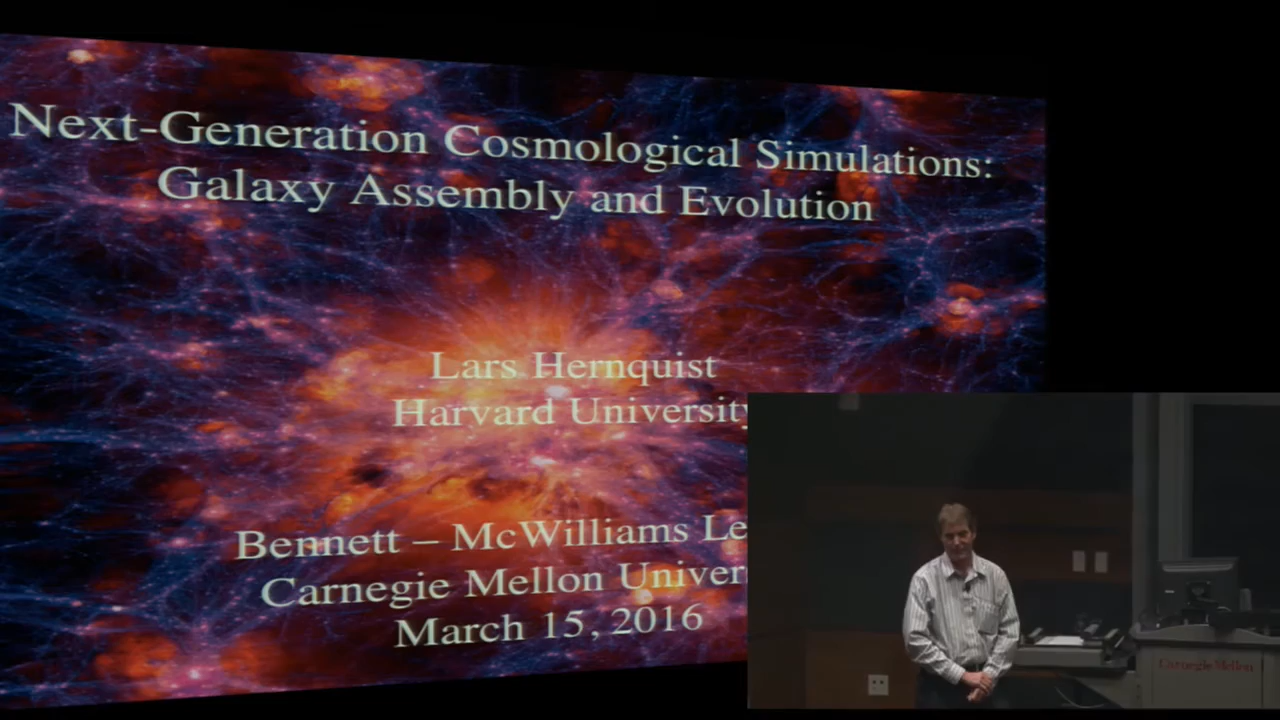 Next-Generation Cosmological Simulations:
Galaxy Assembly and Evolution
Lars Hernquist
Harvard University
Bennett – McWilliams Le
Carnegie Mellon Univer
March 15, 2016
Carnegie Mellon